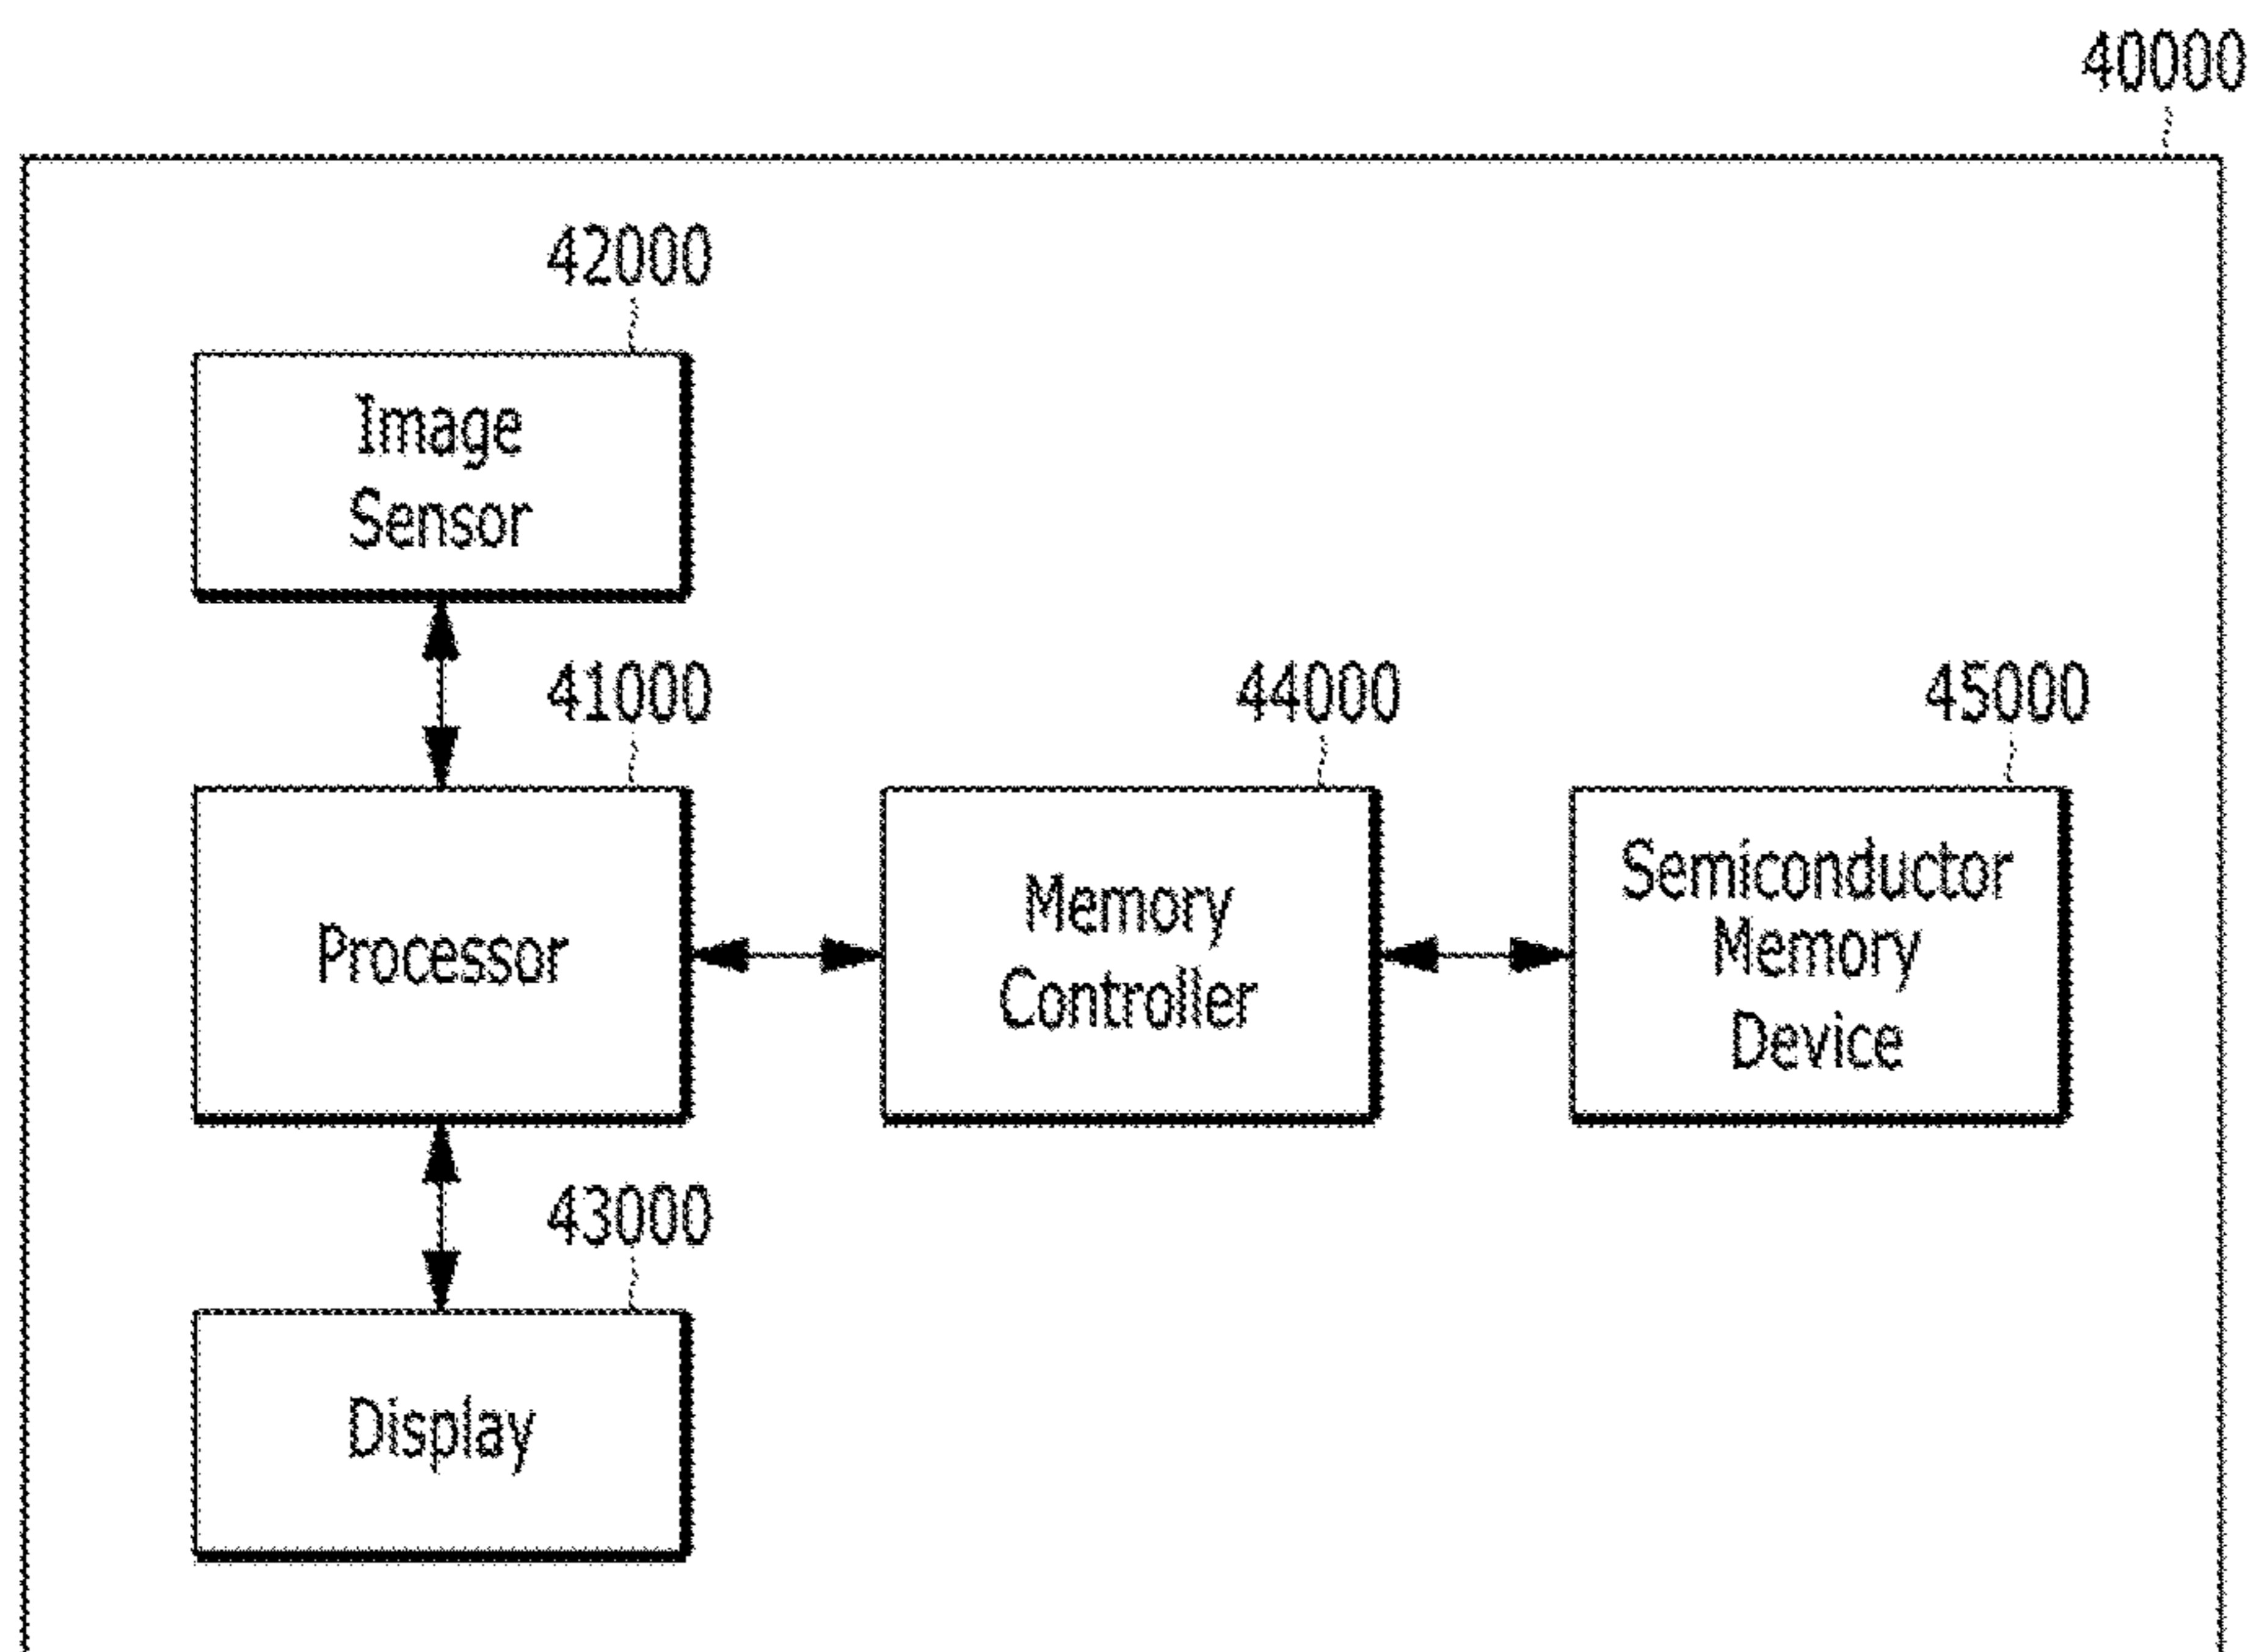 40000
42000
Image
Sensor
41000
44000
45000
Processor
Memory
Controller
Semiconductor
Memory
Device
43000
Display